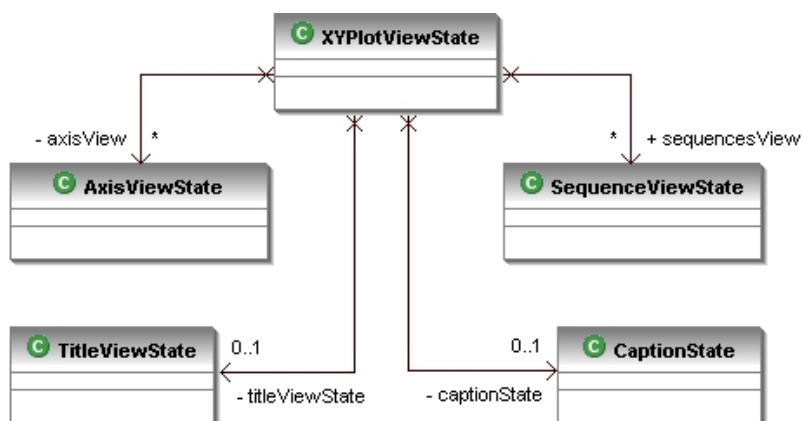 C XYPlotViewState
- axisView *
* + sequencesView
C AxisViewState
C SequenceViewState
C TitleViewState
0..1
0..1
C CaptionState
- titleViewState
- captionState